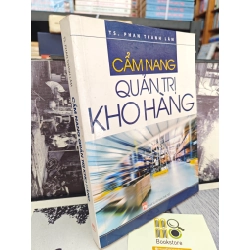 TS. PHAN THANH LÂM
CẨM NANG
QUẢN TRỊ
KHO HÀNG
Bookstore